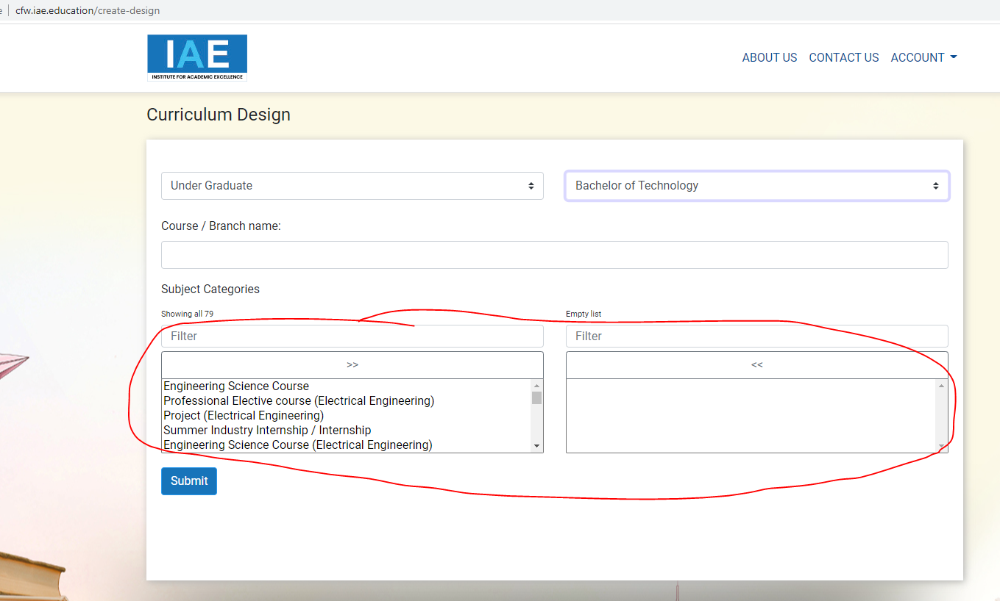 cfw.iae.education/create-design
IAE
INSTITUTE FOR ACADEMIC EXCELLENCE
ABOUT US CONTACT US ACCOUNT
Curriculum Design
Under Graduate
Bachelor of Technology
Course / Branch name:
Subject Categories
Showing all 79
Empty list
Filter
Filter
>>
<<
Engineering Science Course
Professional Elective course (Electrical Engineering)
Project (Electrical Engineering)
Summer Industry Internship / Internship
Engineering Science Course (Electrical Engineering)
Submit